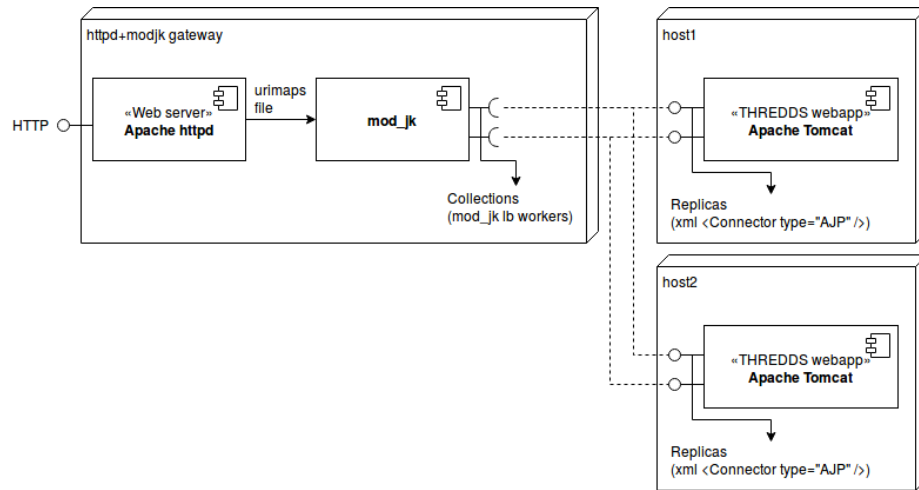 httpd+modjk gateway
HTTP
«Web server»
Apache httpd
urimaps
file
mod_jk
Collections
(mod_jk lb workers)
host1
«THREDDS webapp»
Apache Tomcat
Replicas
(xml <Connector type="AJP" />)
host2
«THREDDS webapp»
Apache Tomcat
Replicas
(xml <Connector type="AJP" />)